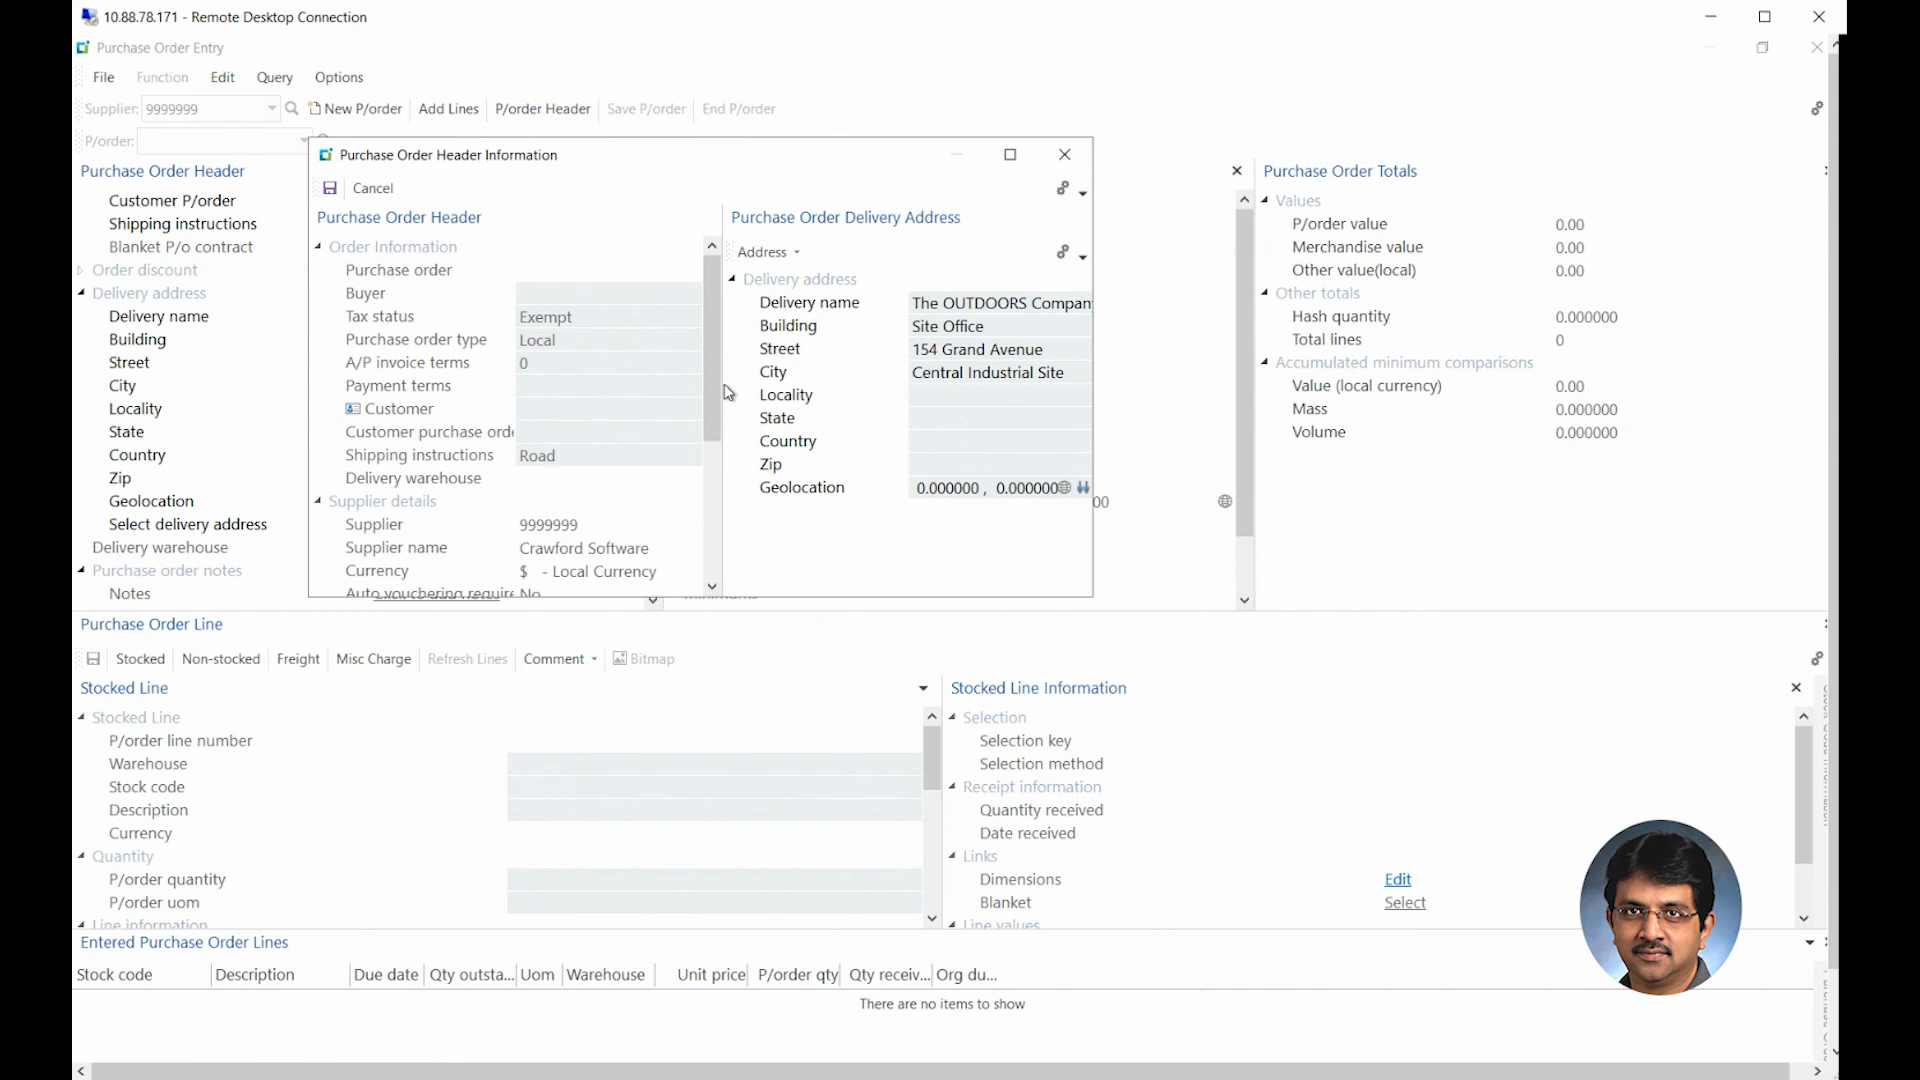 10.88.78.171 - Remote Desktop Connection
Purchase Order Entry
File Function Edit Query Options
Supplier: 9999999 New P/order Add Lines P/order Header Save P/order End P/order
P/order:
Purchase Order Header
Customer P/order
Shipping instructions
Blanket P/o contract
Order discount
Delivery address
Delivery name
Building
Street
City
Locality
State
Country
Zip
Geolocation
Select delivery address
Delivery warehouse
Purchase order notes
Notes
Purchase Order Header Information
Cancel
Purchase Order Header
Order Information
Purchase order
Buyer
Tax status Exempt
Purchase order type Local
A/P invoice terms 0
Payment terms
Customer
Customer purchase orde
Shipping instructions Road
Delivery warehouse
Supplier details
Supplier 9999999
Supplier name Crawford Software
Currency $ - Local Currency
Auto vouchering require No
Purchase Order Delivery Address
Address
Delivery address
Delivery name The OUTDOORS Company
Building Site Office
Street 154 Grand Avenue
City Central Industrial Site
Locality
State
Country
Zip
Geolocation 0.000000 , 0.000000
00
Purchase Order Totals
Values
P/order value 0.00
Merchandise value 0.00
Other value(local) 0.00
Other totals
Hash quantity 0.000000
Total lines 0
Accumulated minimum comparisons
Value (local currency) 0.00
Mass 0.000000
Volume 0.000000
Purchase Order Line
Stocked Non-stocked Freight Misc Charge Refresh Lines Comment Bitmap
Stocked Line
Stocked Line
P/order line number
Warehouse
Stock code
Description
Currency
Quantity
P/order quantity
P/order uom
Line information
Stocked Line Information
Selection
Selection key
Selection method
Receipt information
Quantity received
Date received
Links
Dimensions Edit
Blanket Select
Line values
Entered Purchase Order Lines
Stock code Description Due date Qty outsta... Uom Warehouse Unit price P/order qty Qty receiv... Org du...
There are no items to show